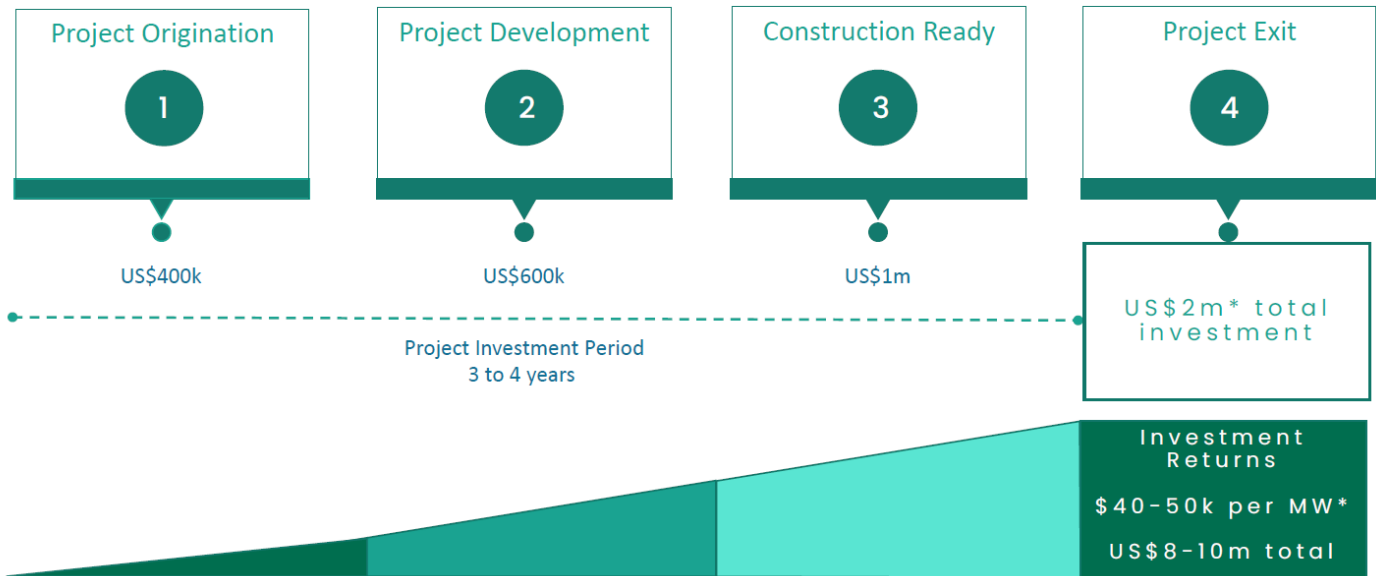 Project Origination
Project Development
Construction Ready
Project Exit
1
2
3
4
US$400k
US$600k
US$1m
US$2m* total
investment
Project Investment Period
3 to 4 years
Investment
Returns
$40-50k per MW*
US$8-10m total